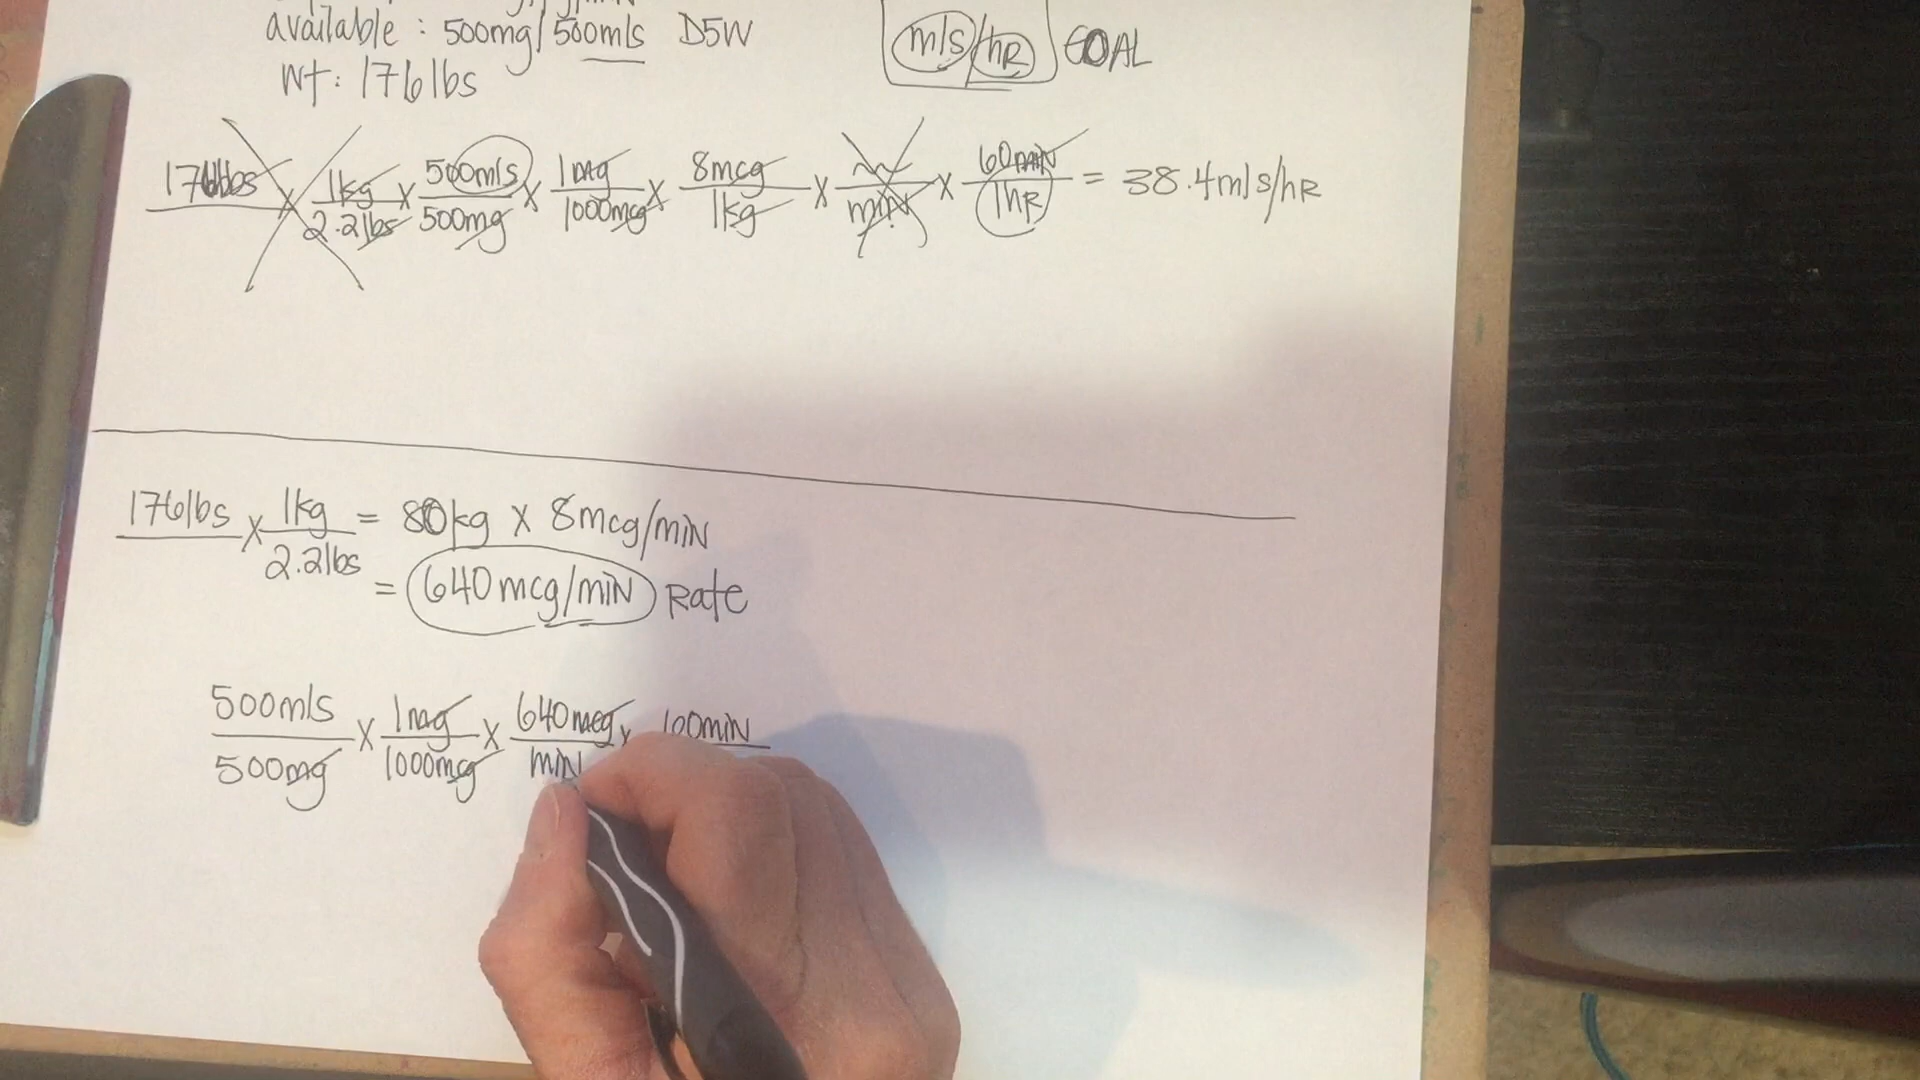 available : 500mg/500mls D5W
mls/hR GOAL
Wt: 176lbs
176lbs x 1kg/2.2lbs x 500mls/500mg x 1mg/1000mcg x 8mcg/1kg x /min x 60min/1hR = 38.4mls/hR
176lbs x 1kg/2.2lbs = 80kg x 8mcg/min
= 640mcg/min Rate
500mls/500mg x 1mg/1000mcg x 640mcg/min x 60min